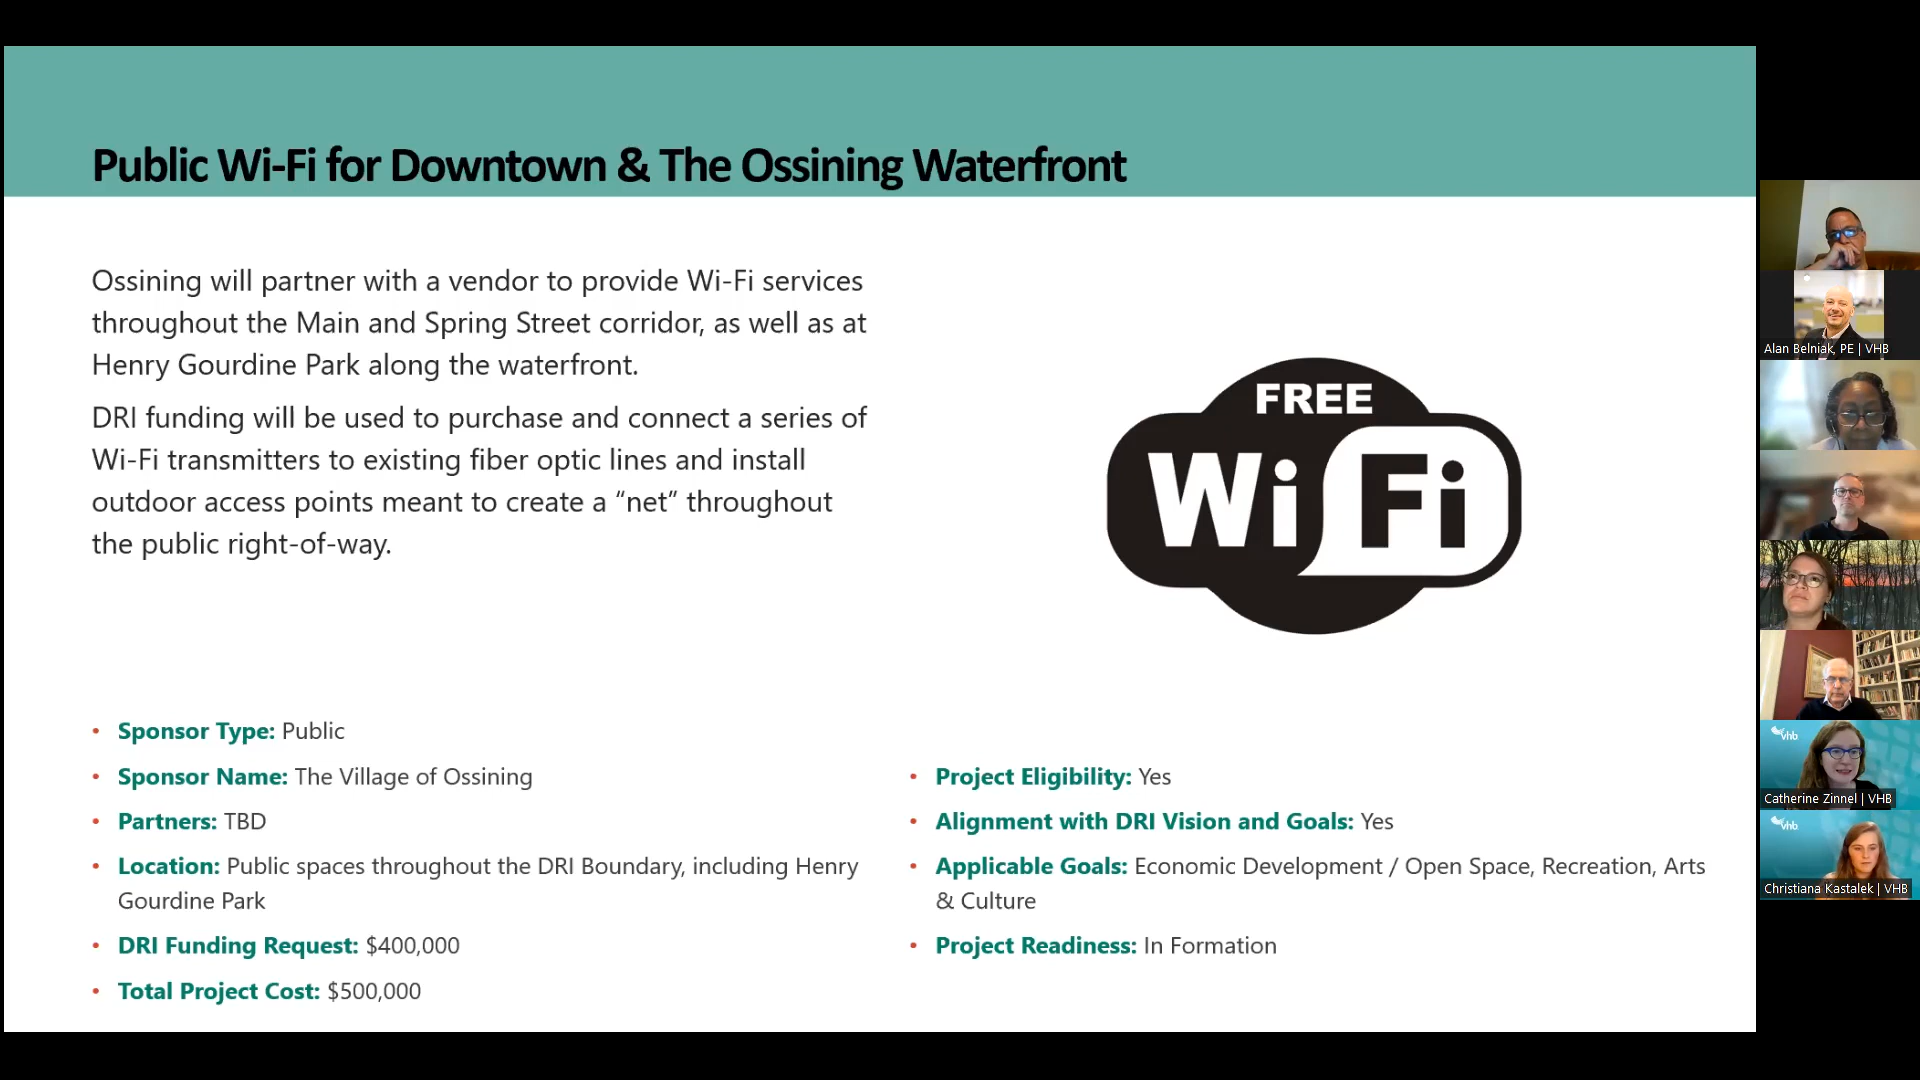 Public Wi-Fi for Downtown & The Ossining Waterfront
Ossining will partner with a vendor to provide Wi-Fi services
throughout the Main and Spring Street corridor, as well as at
Henry Gourdine Park along the waterfront.
DRI funding will be used to purchase and connect a series of
Wi-Fi transmitters to existing fiber optic lines and install
outdoor access points meant to create a “net” throughout
the public right-of-way.
FREE
Wi Fi
• Sponsor Type: Public
• Sponsor Name: The Village of Ossining
• Partners: TBD
• Location: Public spaces throughout the DRI Boundary, including Henry
Gourdine Park
• DRI Funding Request: $400,000
• Total Project Cost: $500,000
• Project Eligibility: Yes
• Alignment with DRI Vision and Goals: Yes
• Applicable Goals: Economic Development / Open Space, Recreation, Arts
& Culture
• Project Readiness: In Formation
Alan Belniak, PE | VHB
vhb
Catherine Zinnel | VHB
vhb
Christiana Kastalek | VHB